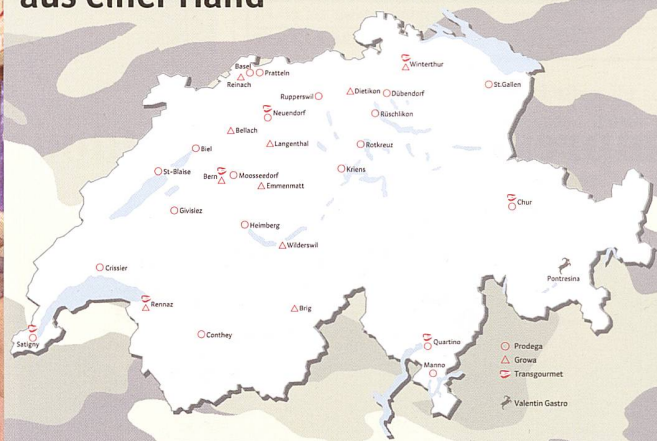 aus einer Hand
Winterthur
Basel
Pratteln
Reinach
St.Gallen
Dietikon
Dübendorf
Rupperswil
Neuendorf
Rüschlikon
Bellach
Langenthal
Rotkreuz
Biel
St-Blaise
Bern
Moosseedorf
Kriens
Emmenmatt
Chur
Givisiez
Heimberg
Wilderswil
Crissier
Pontresina
Rennaz
Brig
Conthey
Satigny
Quartino
Manno
Prodega
Growa
Transgourmet
Valentin Gastro